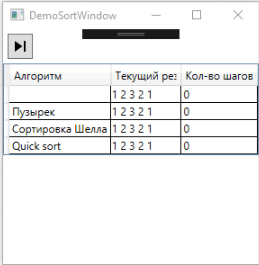 DemoSortWindow
Алгоритм Текущий рез Кол-во шагов
1 2 3 2 1 0
Пузырек 1 2 3 2 1 0
Сортировка Шелла 1 2 3 2 1 0
Quick sort 1 2 3 2 1 0